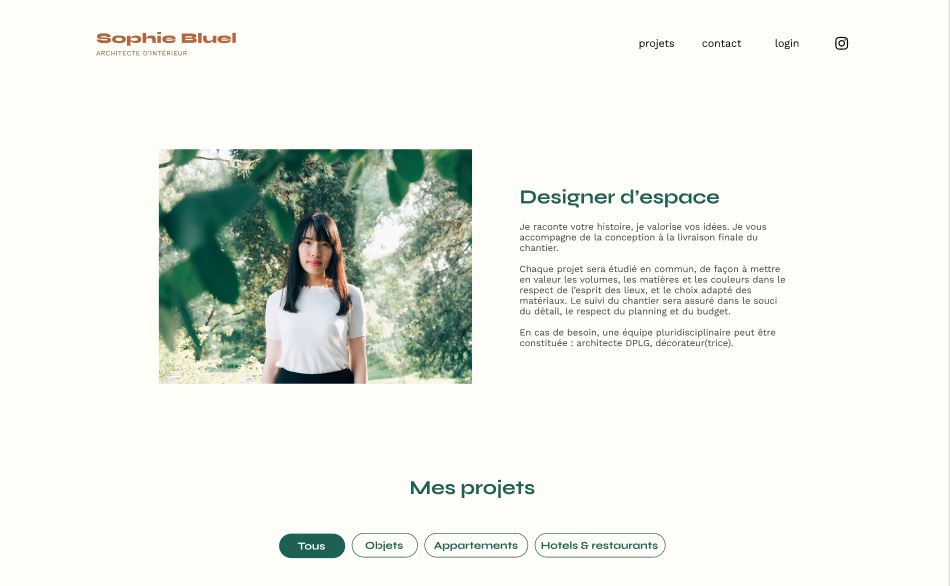 Sophie Bluel
ARCHITECTE D'INTÉRIEUR
projets contact login
Designer d'espace
Je raconte votre histoire, je valorise vos idées. Je vous
accompagne de la conception à la livraison finale du
chantier.
Chaque projet sera étudié en commun, de façon à mettre
en valeur les volumes, les matières et les couleurs dans le
respect de l'esprit des lieux, et le choix adapté des
matériaux. Le suivi du chantier sera assuré dans le souci
du détail, le respect du planning et du budget.
En cas de besoin, une équipe pluridisciplinaire peut être
constituée : architecte DPLG, décorateur(trice).
Mes projets
Tous Objets Appartements Hotels & restaurants